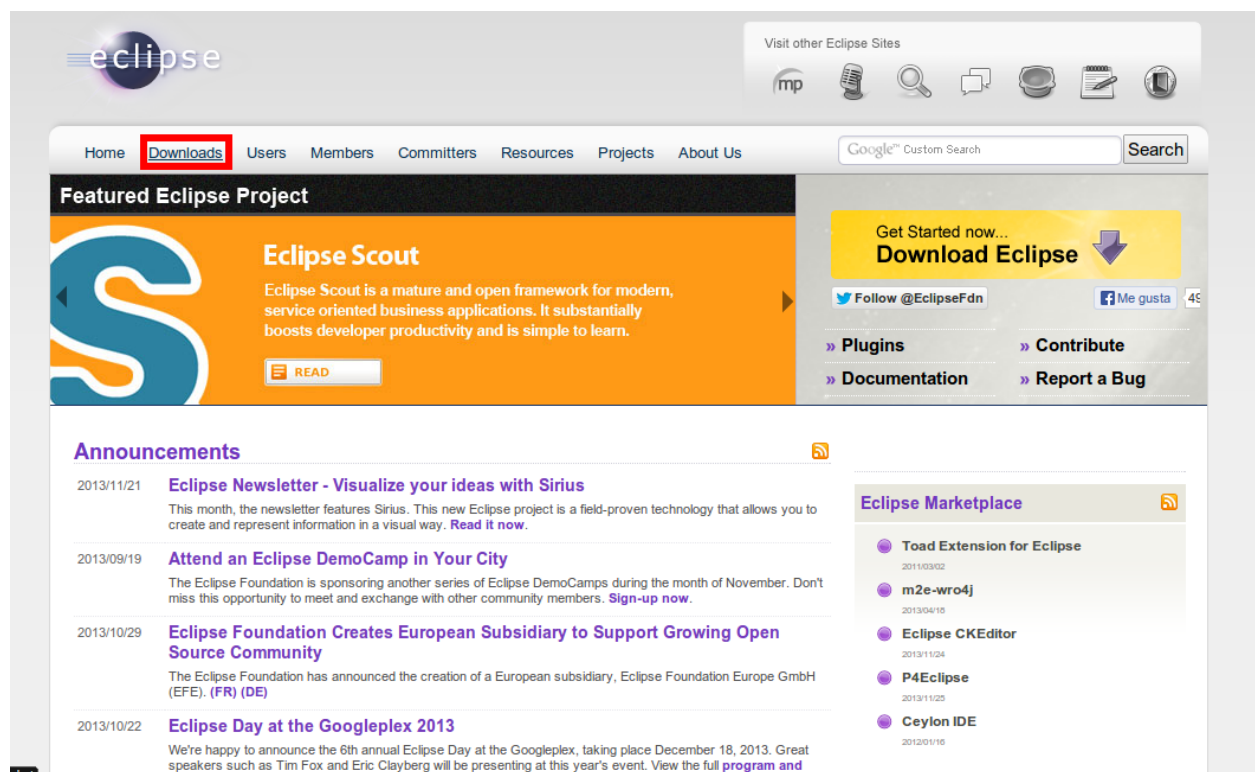 eclipse
Visit other Eclipse Sites
mp
Home Downloads Users Members Committers Resources Projects About Us
Google™ Custom Search
Search
Featured Eclipse Project
Eclipse Scout
Eclipse Scout is a mature and open framework for modern,
service oriented business applications. It substantially
boosts developer productivity and is simple to learn.
READ
Get Started now...
Download Eclipse
Follow @EclipseFdn
Me gusta
49
» Plugins
» Contribute
» Documentation
» Report a Bug
Announcements
2013/11/21 Eclipse Newsletter - Visualize your ideas with Sirius
This month, the newsletter features Sirius. This new Eclipse project is a field-proven technology that allows you to
create and represent information in a visual way. Read it now.
2013/09/19 Attend an Eclipse DemoCamp in Your City
The Eclipse Foundation is sponsoring another series of Eclipse DemoCamps during the month of November. Don't
miss this opportunity to meet and exchange with other community members. Sign-up now.
2013/10/29 Eclipse Foundation Creates European Subsidiary to Support Growing Open
Source Community
The Eclipse Foundation has announced the creation of a European subsidiary, Eclipse Foundation Europe GmbH
(EFE). (FR) (DE)
2013/10/22 Eclipse Day at the Googleplex 2013
We're happy to announce the 6th annual Eclipse Day at the Googleplex, taking place December 18, 2013. Great
speakers such as Tim Fox and Eric Clayberg will be presenting at this year's event. View the full program and
Eclipse Marketplace
Toad Extension for Eclipse
2011/03/02
m2e-wro4j
2013/04/18
Eclipse CKEditor
2013/11/24
P4Eclipse
2013/11/25
Ceylon IDE
2012/01/16